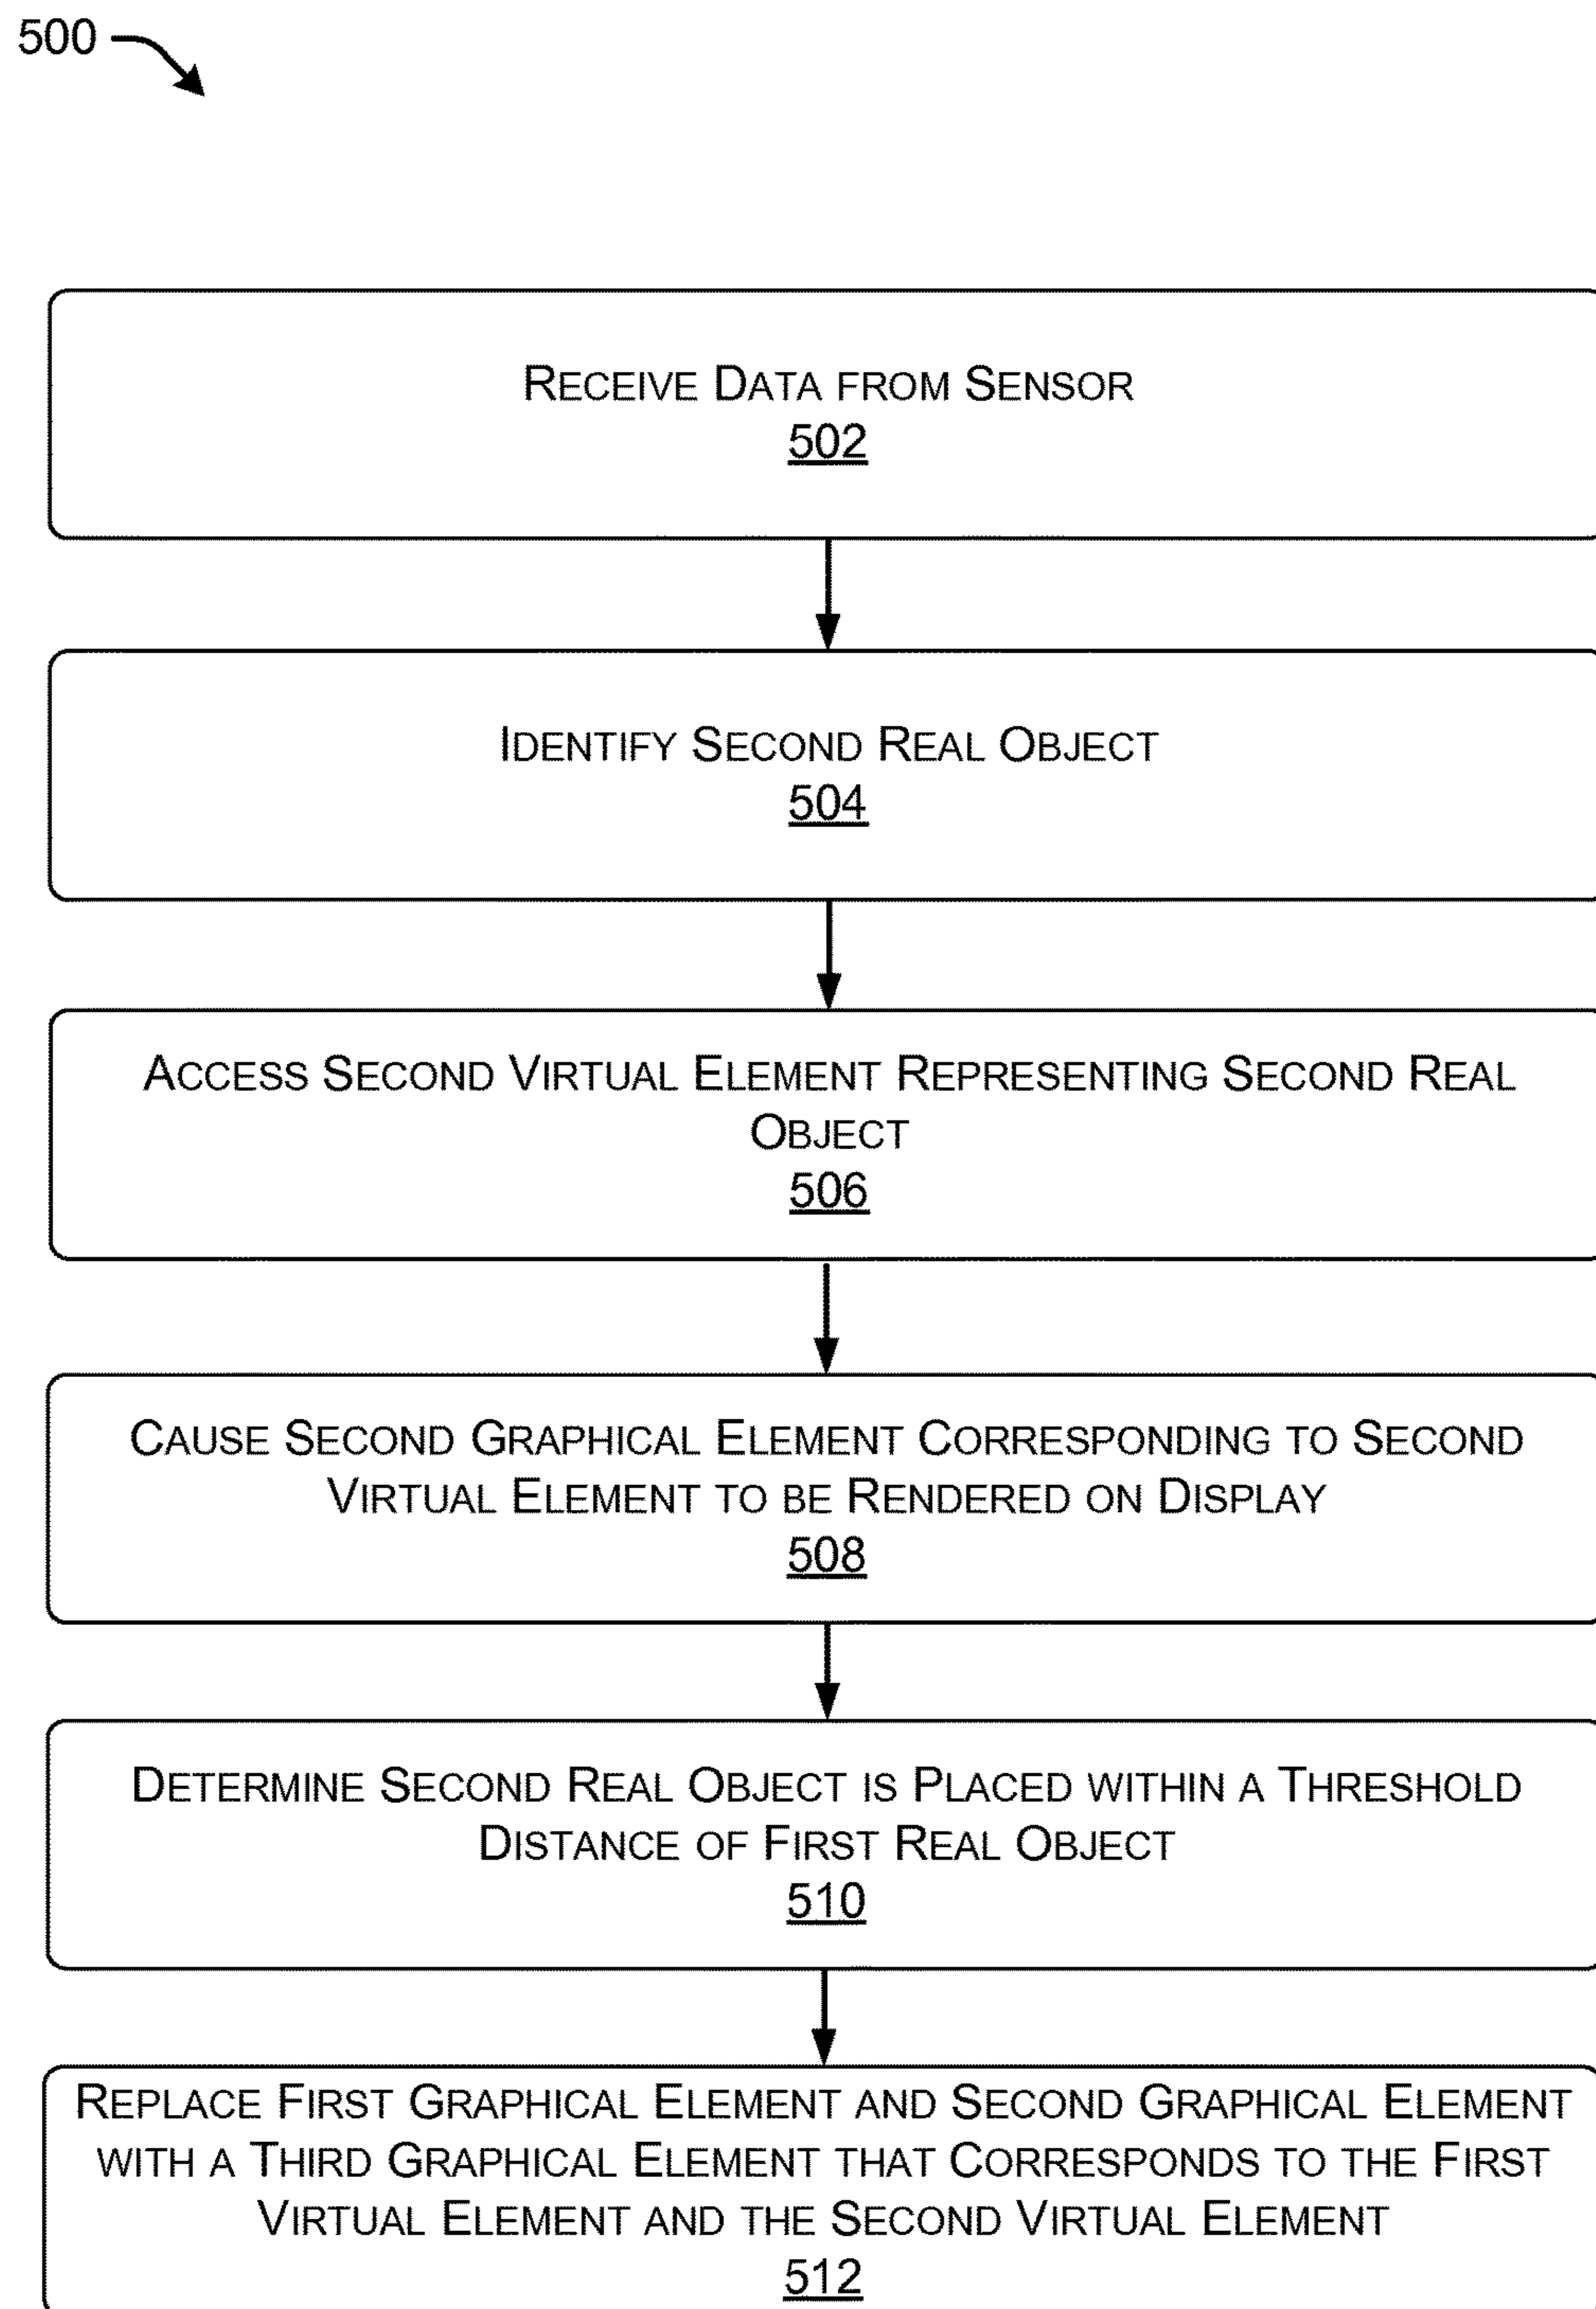 500
Receive Data from Sensor
502
Identify Second Real Object
504
Access Second Virtual Element Representing Second Real
Object
506
Cause Second Graphical Element Corresponding to Second
Virtual Element to be Rendered on Display
508
Determine Second Real Object is Placed within a Threshold
Distance of First Real Object
510
Replace First Graphical Element and Second Graphical Element
with a Third Graphical Element that Corresponds to the First
Virtual Element and the Second Virtual Element
512